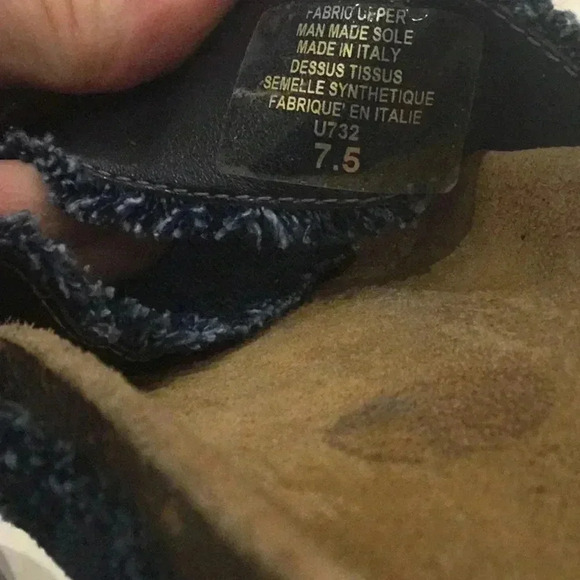 FABRIC UPPER
MAN MADE SOLE
MADE IN ITALY
DESSUS TISSUS
SEMELLE SYNTHETIQUE
FABRIQUE' EN ITALIE
U732
7.5